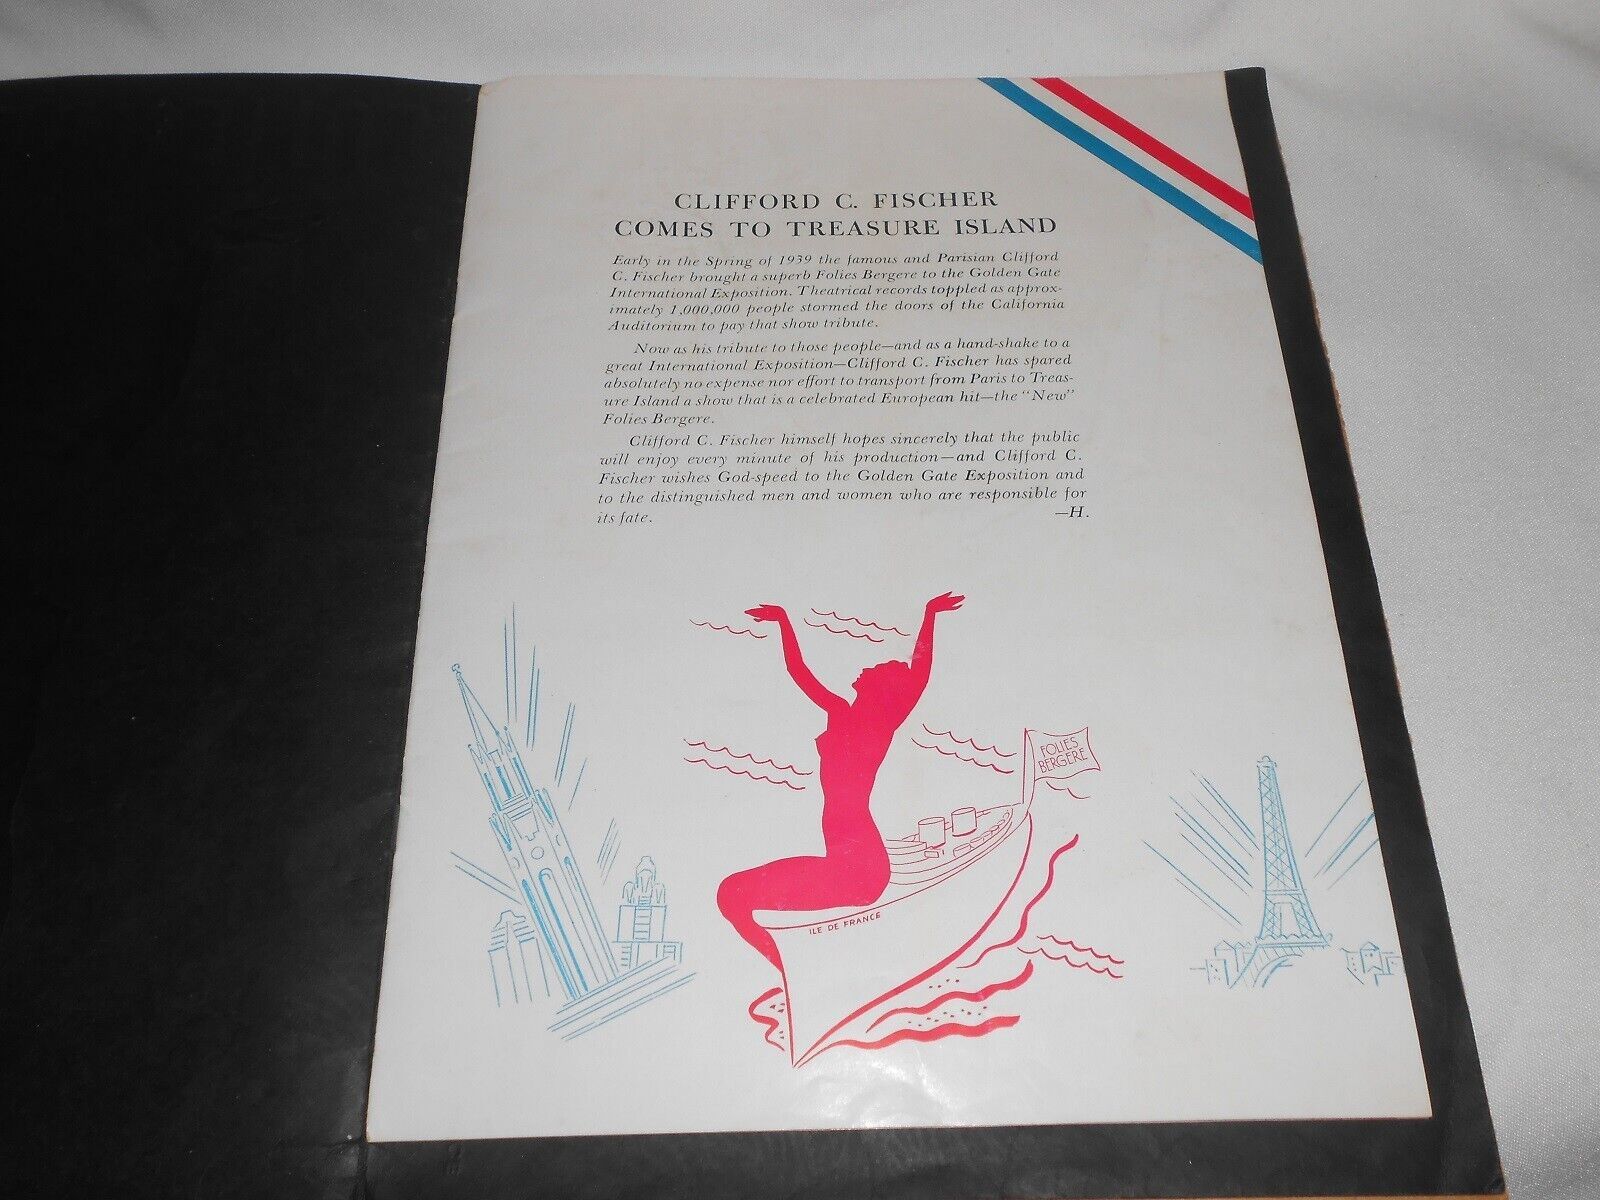 CLIFFORD C. FISCHER
COMES TO TREASURE ISLAND
Early in the Spring of 1939 the famous and Parisian Clifford
C. Fischer brought a superb Folies Bergere to the Golden Gate
International Exposition. Theatrical records toppled as approx-
imately 1,000,000 people stormed the doors of the California
Auditorium to pay that show tribute.
Now as his tribute to those people—and as a hand-shake to a
great International Exposition—Clifford C. Fischer has spared
absolutely no expense nor effort to transport from Paris to Treas-
ure Island a show that is a celebrated European hit—the "New"
Folies Bergere.
Clifford C. Fischer himself hopes sincerely that the public
will enjoy every minute of his production—and Clifford C.
Fischer wishes God-speed to the Golden Gate Exposition and
to the distinguished men and women who are responsible for
its fate. —H.
FOLIES
BERGERE
ILE DE FRANCE